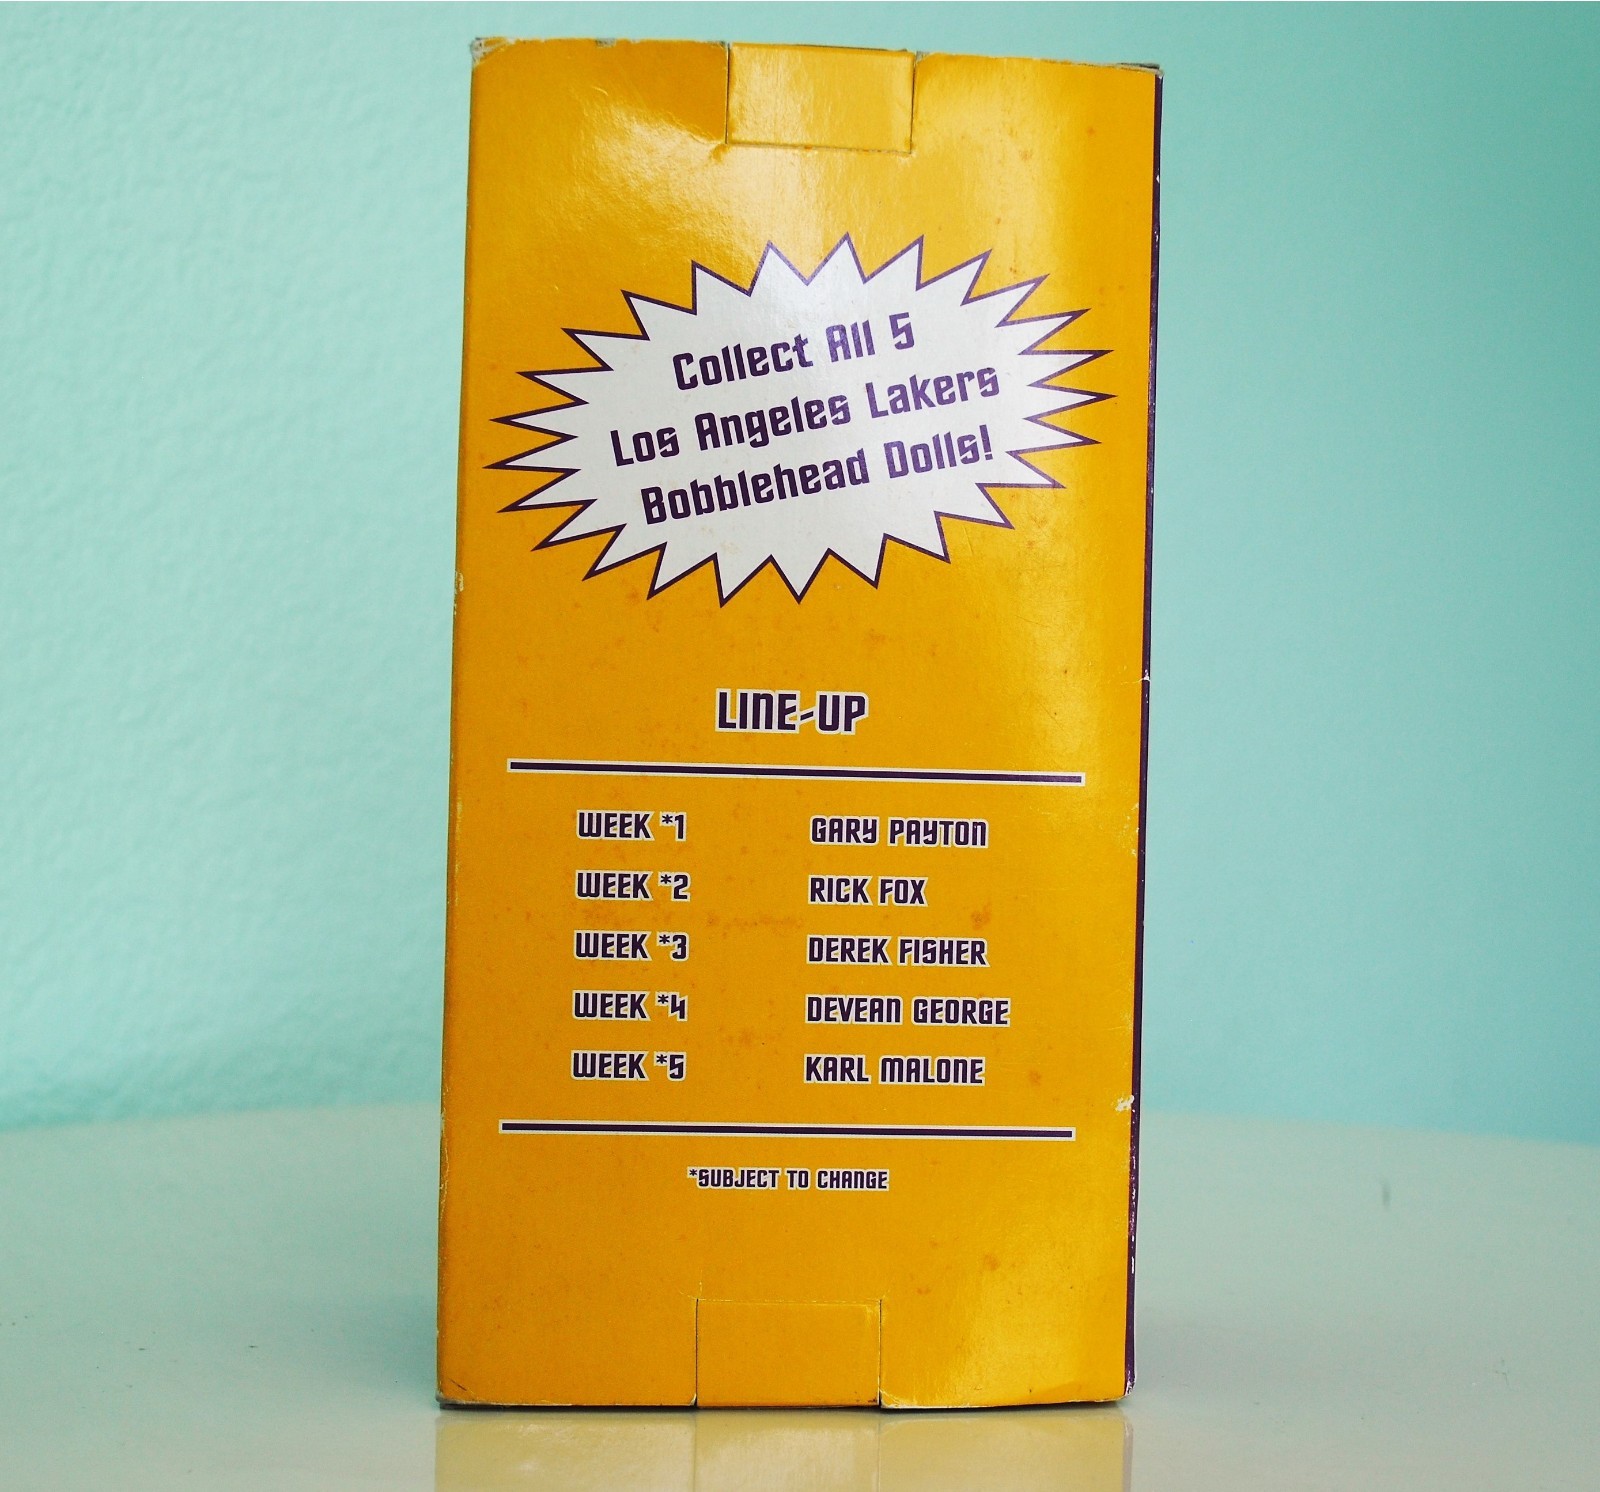 Collect All 5
Los Angeles Lakers
Bobblehead Dolls!
LINE-UP
WEEK *1 GARY PAYTON
WEEK *2 RICK FOX
WEEK *3 DEREK FISHER
WEEK *4 DEVEAN GEORGE
WEEK *5 KARL MALONE
*SUBJECT TO CHANGE